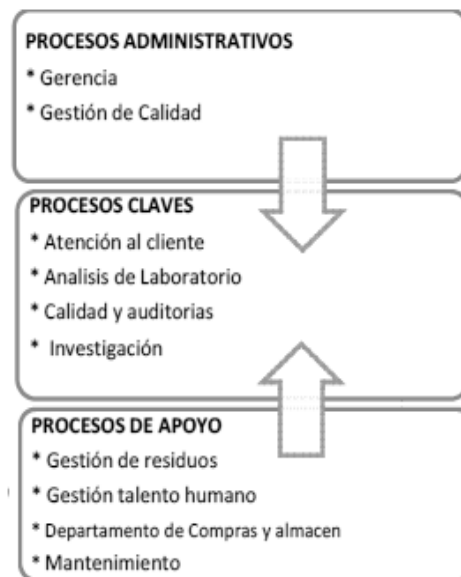 PROCESOS ADMINISTRATIVOS
* Gerencia
* Gestión de Calidad
PROCESOS CLAVES
* Atención al cliente
* Analisis de Laboratorio
* Calidad y auditorias
* Investigación
PROCESOS DE APOYO
* Gestión de residuos
* Gestión talento humano
* Departamento de Compras y almacen
* Mantenimiento